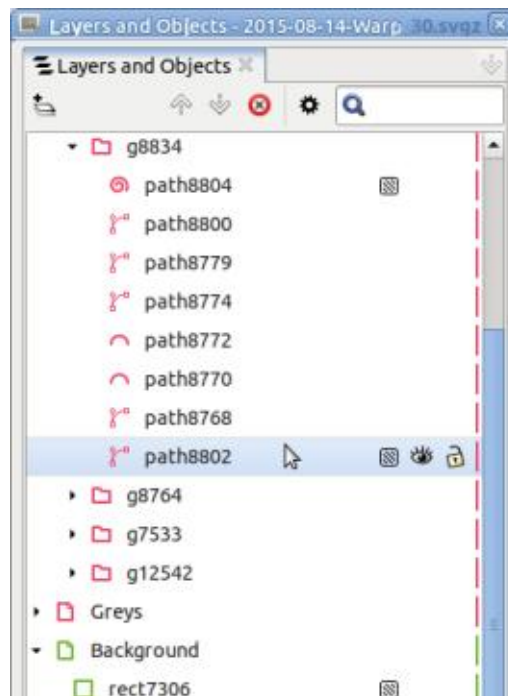 Layers and Objects - 2015-08-14-Warp 30.svgz
Layers and Objects
g8834
path8804
path8800
path8779
path8774
path8772
path8770
path8768
path8802
g8764
g7533
g12542
Greys
Background
rect7306